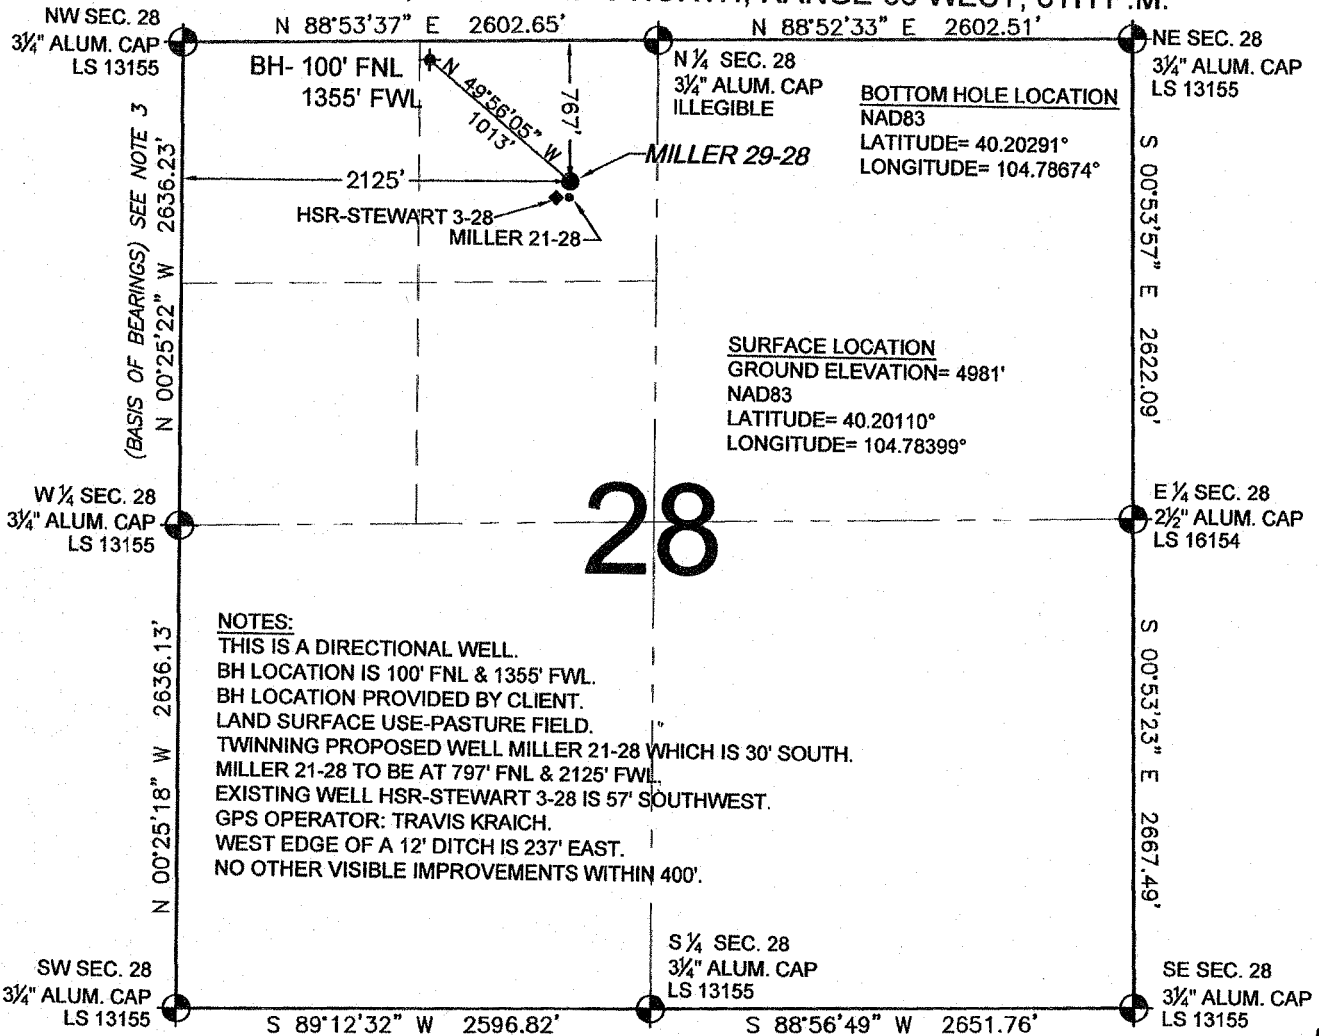 NORTH, RANGE 66 WEST, 6TH P.M.
NW SEC. 28
3¼" ALUM. CAP
LS 13155
N 88°53'37" E 2602.65'
N 88°52'33" E 2602.51'
NE SEC. 28
3¼" ALUM. CAP
LS 13155
BH- 100' FNL
1355' FWL
N 49°56'05" W
1013'
767'
N ¼ SEC. 28
3¼" ALUM. CAP
ILLEGIBLE
BOTTOM HOLE LOCATION
NAD83
LATITUDE= 40.20291°
LONGITUDE= 104.78674°
(BASIS OF BEARINGS) SEE NOTE 3
N 00°25'22" W 2636.23'
2125'
MILLER 29-28
HSR-STEWART 3-28
MILLER 21-28
S 00°53'57" E 2622.09'
SURFACE LOCATION
GROUND ELEVATION= 4981'
NAD83
LATITUDE= 40.20110°
LONGITUDE= 104.78399°
W ¼ SEC. 28
3¼" ALUM. CAP
LS 13155
28
E ¼ SEC. 28
2½" ALUM. CAP
LS 16154
N 00°25'18" W 2636.13'
NOTES:
THIS IS A DIRECTIONAL WELL.
BH LOCATION IS 100' FNL & 1355' FWL.
BH LOCATION PROVIDED BY CLIENT.
LAND SURFACE USE-PASTURE FIELD.
TWINNING PROPOSED WELL MILLER 21-28 WHICH IS 30' SOUTH.
MILLER 21-28 TO BE AT 797' FNL & 2125' FWL.
EXISTING WELL HSR-STEWART 3-28 IS 57' SOUTHWEST.
GPS OPERATOR: TRAVIS KRAICH.
WEST EDGE OF A 12' DITCH IS 237' EAST.
NO OTHER VISIBLE IMPROVEMENTS WITHIN 400'.
S 00°53'23" E 2667.49'
SW SEC. 28
3¼" ALUM. CAP
LS 13155
S 89°12'32" W 2596.82'
S ¼ SEC. 28
3¼" ALUM. CAP
LS 13155
S 88°56'49" W 2651.76'
SE SEC. 28
3¼" ALUM. CAP
LS 13155